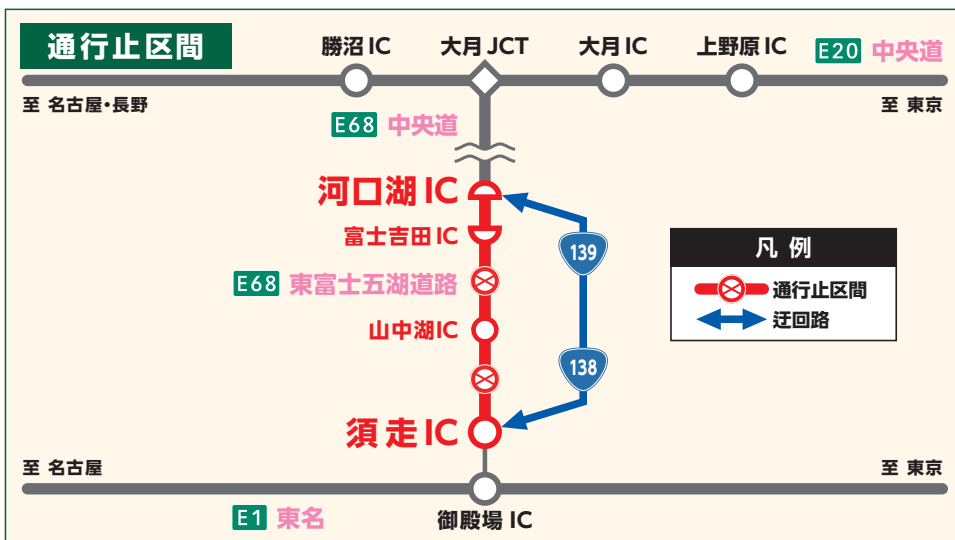 通行止区間
勝沼 IC
大月 JCT
大月 IC
上野原 IC
E20 中央道
至 名古屋・長野
至 東京
E68 中央道
河口湖 IC
富士吉田 IC
E68 東富士五湖道路
山中湖IC
須走 IC
139
138
凡 例
通行止区間
迂回路
至 名古屋
至 東京
E1 東名
御殿場 IC